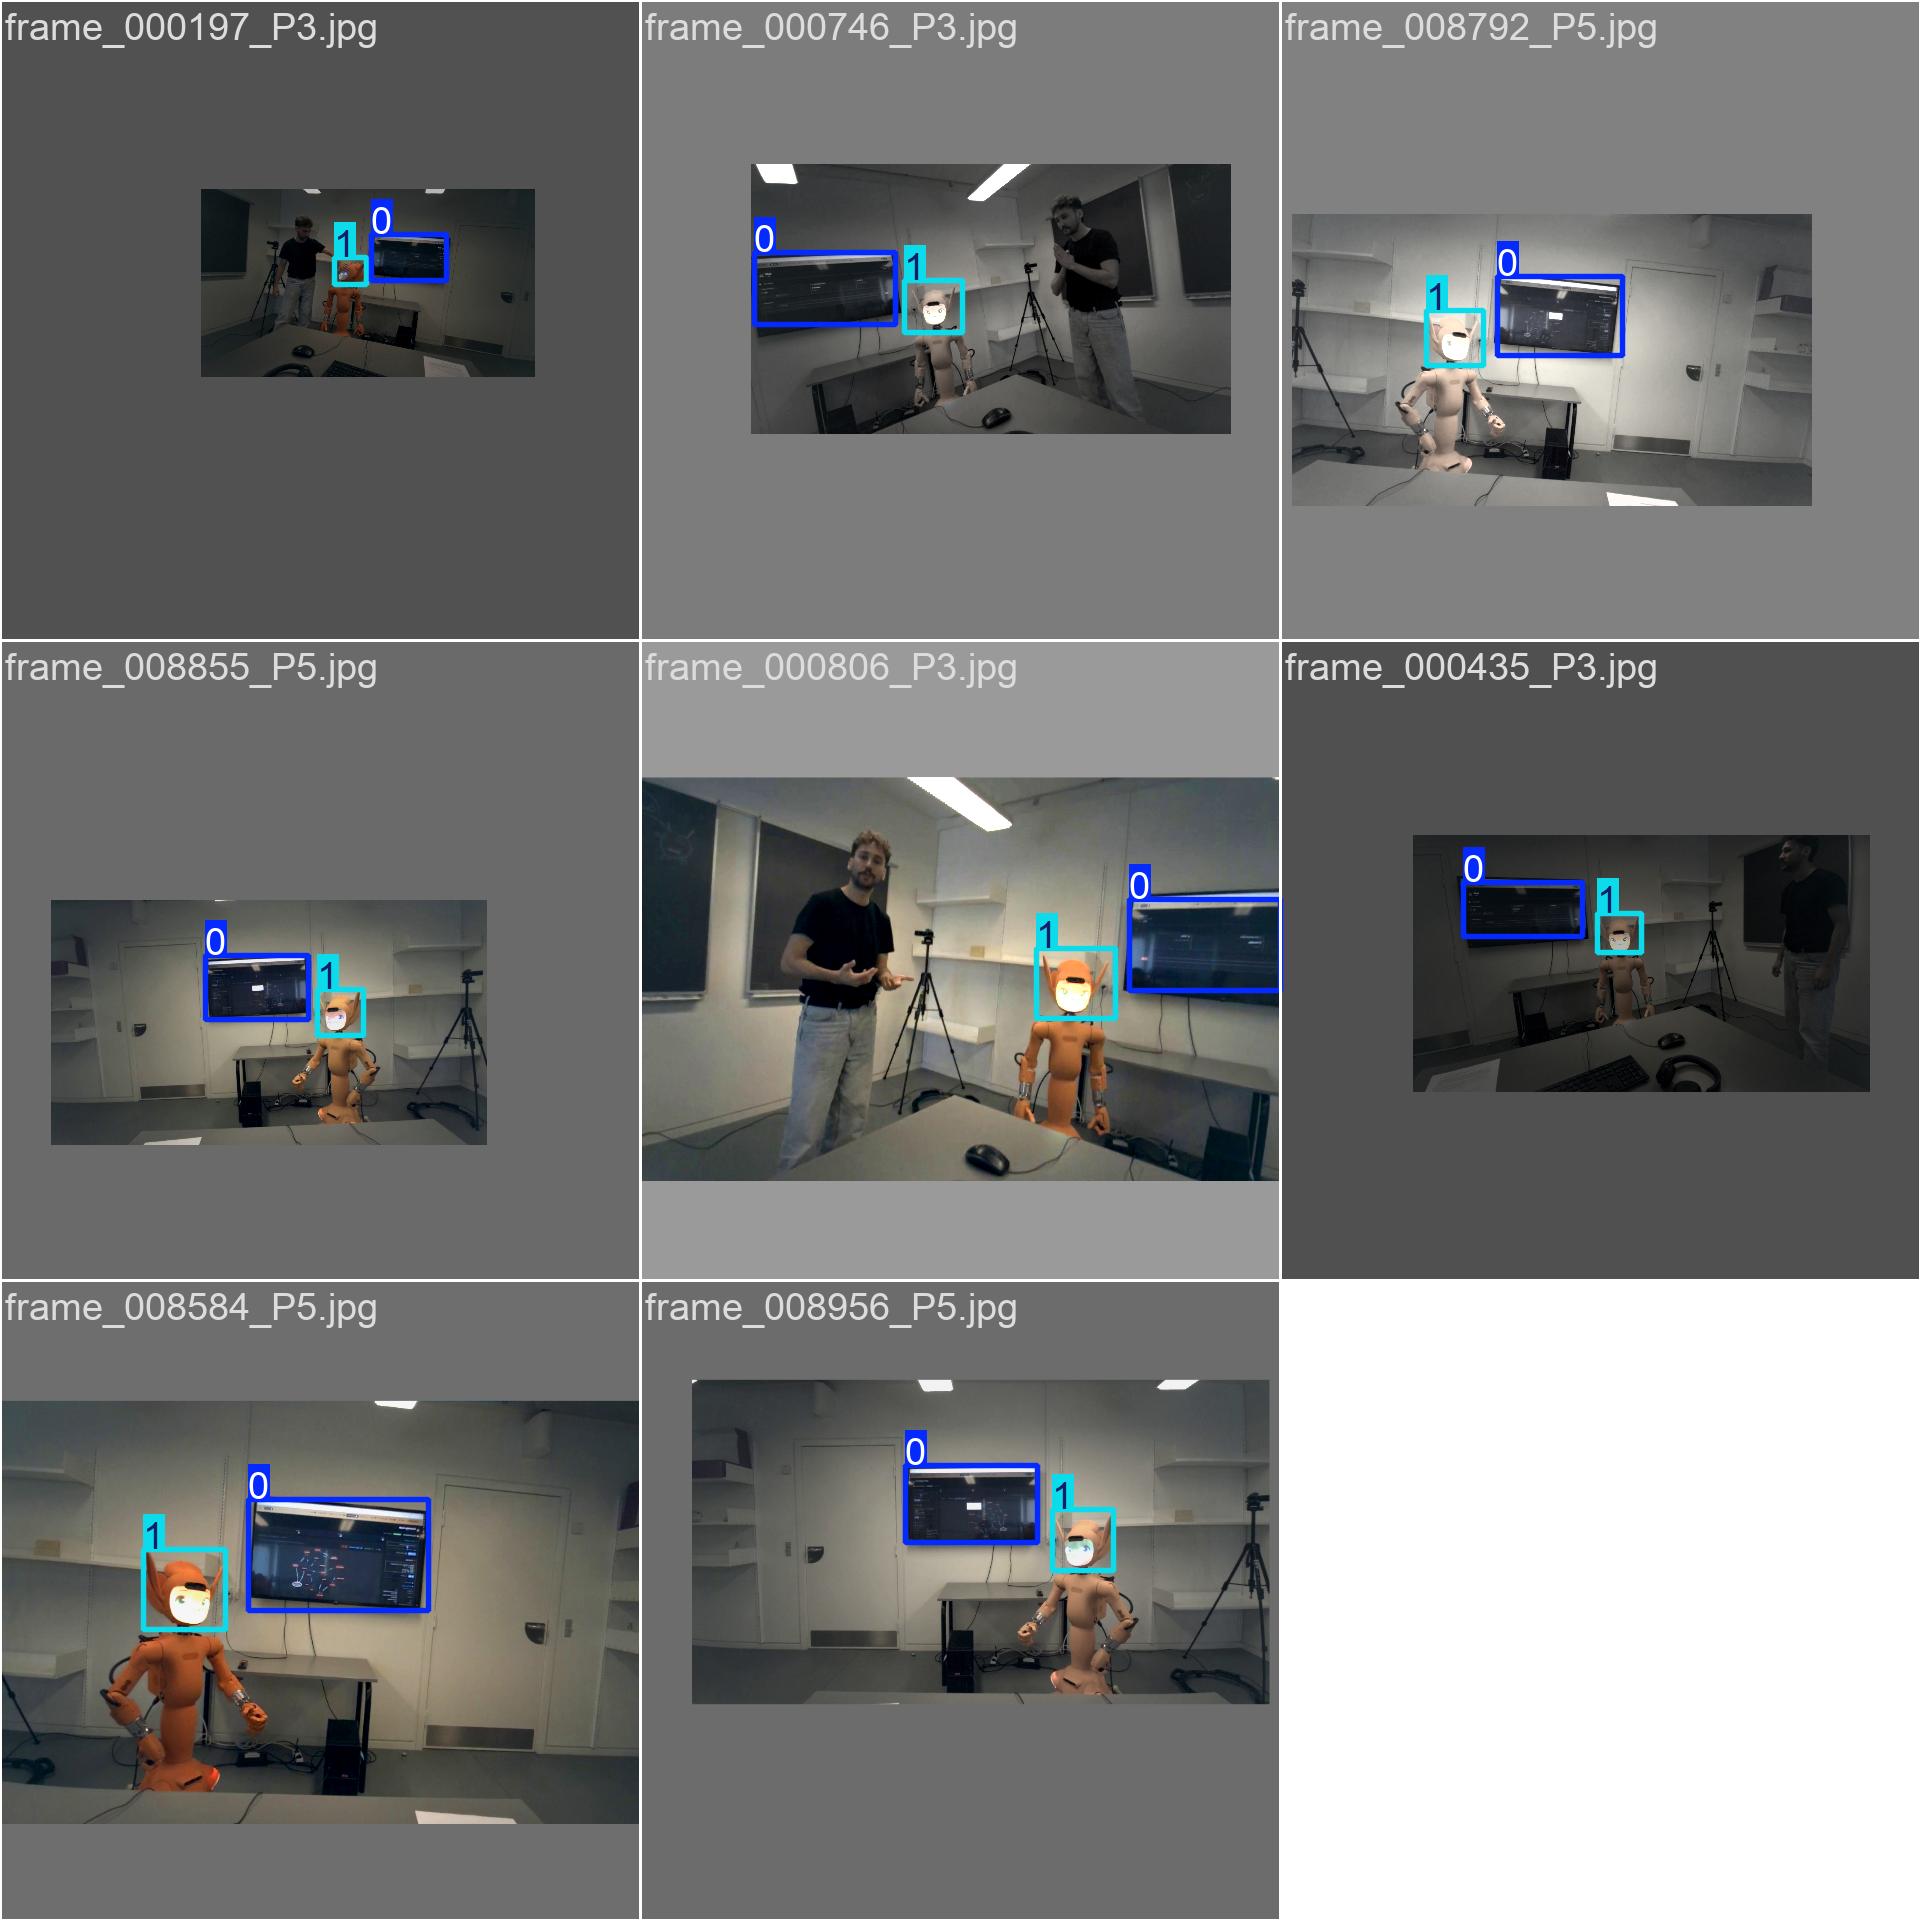 frame_000197_P3.jpg
1
0
frame_000746_P3.jpg
0
1
frame_008792_P5.jpg
1
0
frame_008855_P5.jpg
0
1
frame_000806_P3.jpg
1
0
frame_000435_P3.jpg
0
1
frame_008584_P5.jpg
1
0
frame_008956_P5.jpg
0
1